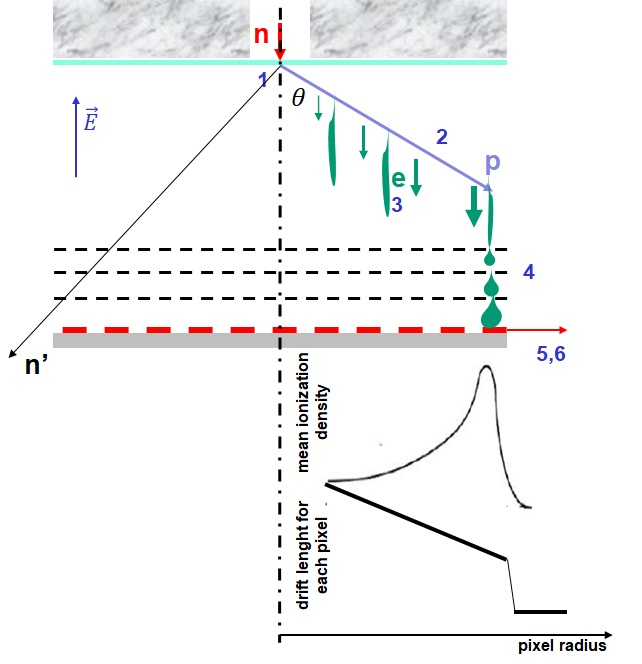 n
1
θ
E⃗
2
p
e
3
4
5,6
n’
mean ionization
density
drift lenght for
each pixel
pixel radius